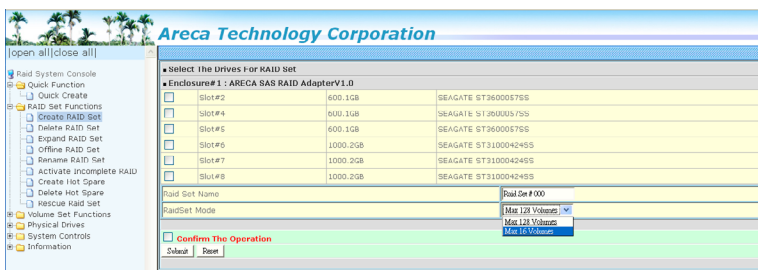 Areca Technology Corporation
|open all|close all|
Raid System Console
Quick Function
Quick Create
RAID Set Functions
Create RAID Set
Delete RAID Set
Expand RAID Set
Offline RAID Set
Rename RAID Set
Activate Incomplete RAID
Create Hot Spare
Delete Hot Spare
Rescue Raid Set
Volume Set Functions
Physical Drives
System Controls
Information
Select The Drives For RAID Set
Enclosure#1 : ARECA SAS RAID AdapterV1.0
Slot#2 600.1GB SEAGATE ST3600057SS
Slot#4 600.1GB SEAGATE ST3600057SS
Slot#5 600.1GB SEAGATE ST3600057SS
Slot#6 1000.2GB SEAGATE ST31000424SS
Slot#7 1000.2GB SEAGATE ST31000424SS
Slot#8 1000.2GB SEAGATE ST31000424SS
Raid Set Name Raid Set # 000
RaidSet Mode Max 128 Volumes
Max 128 Volumes
Max 16 Volumes
Confirm The Operation
Submit Reset